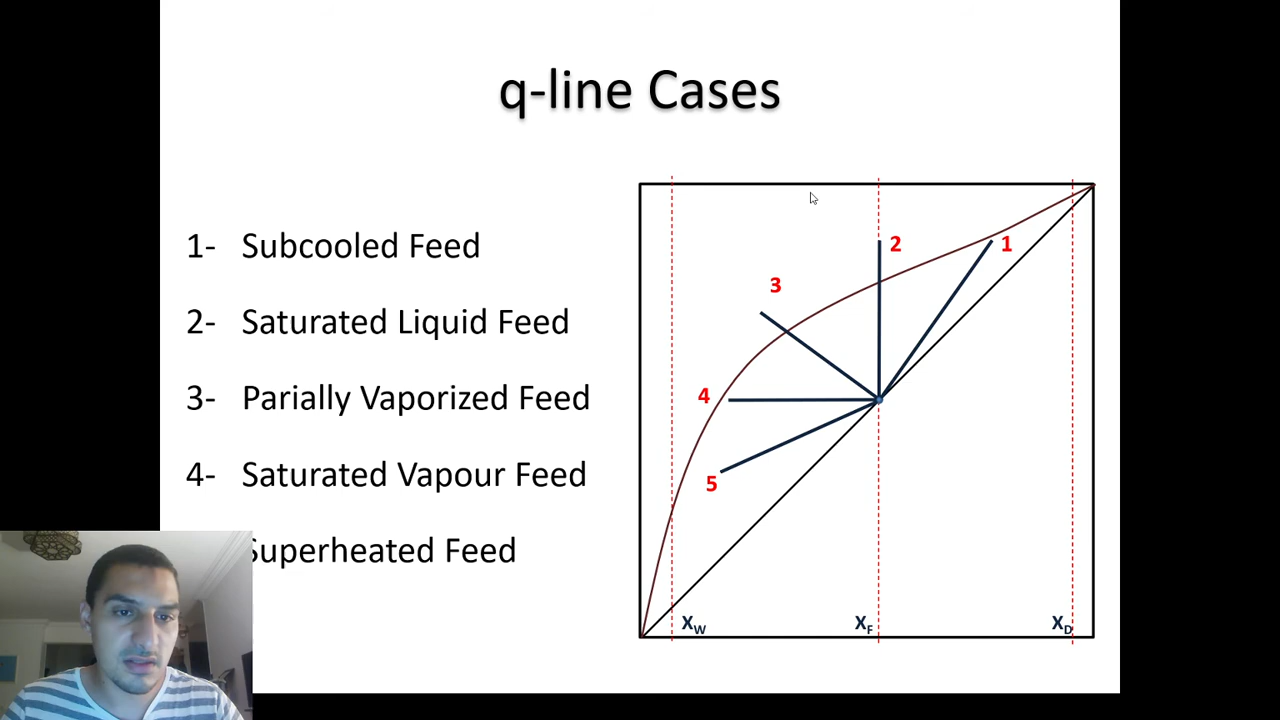 q-line Cases
1- Subcooled Feed
2- Saturated Liquid Feed
3- Parially Vaporized Feed
4- Saturated Vapour Feed
Superheated Feed
2
1
3
4
5
XW
XF
XD